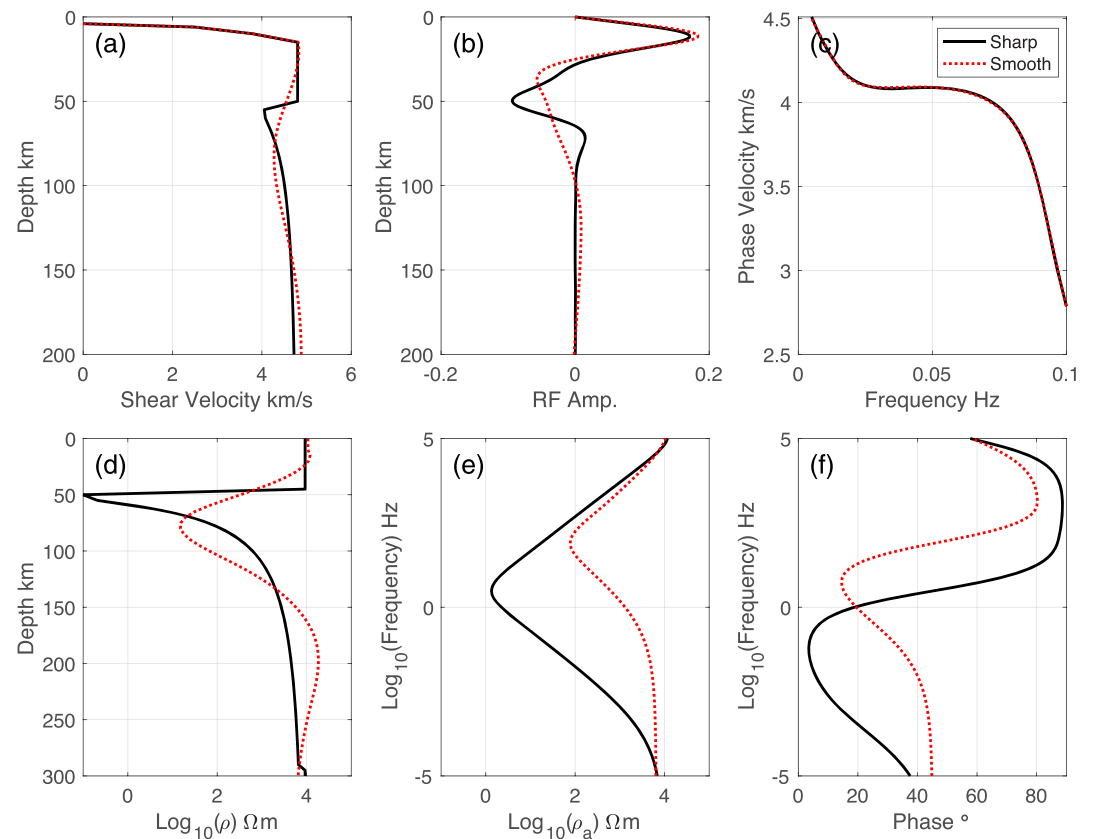 (a)
0
50
100
150
200
Depth km
0 2 4 6
Shear Velocity km/s
(b)
0
50
100
150
200
Depth km
-0.2 0 0.2
RF Amp.
(c)
Sharp
Smooth
4.5
4
3.5
3
2.5
Phase Velocity km/s
0 0.05 0.1
Frequency Hz
(d)
0
50
100
150
200
250
300
Depth km
0 2 4
Log10(ρ) Ωm
(e)
5
0
-5
Log10(Frequency) Hz
0 2 4
Log10(ρa) Ωm
(f)
5
0
-5
Log10(Frequency) Hz
0 20 40 60 80
Phase °